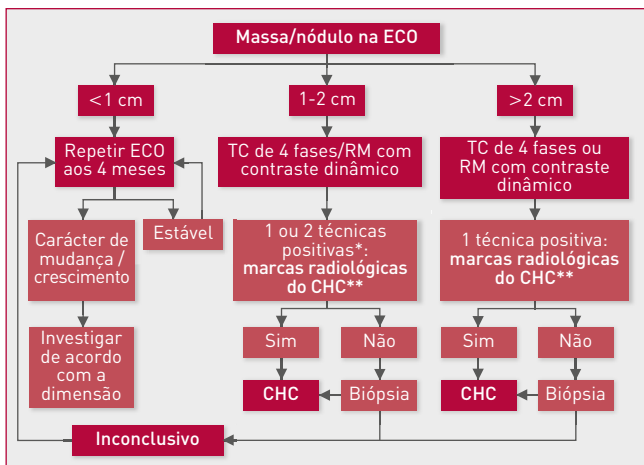 Massa/nódulo na ECO
<1 cm
1-2 cm
>2 cm
Repetir ECO
aos 4 meses
TC de 4 fases/RM com
contraste dinâmico
TC de 4 fases ou
RM com contraste
dinâmico
Carácter de
mudança /
crescimento
Estável
1 ou 2 técnicas
positivas*:
marcas radiológicas
do CHC**
1 técnica positiva:
marcas radiológicas
do CHC**
Investigar
de acordo
com a
dimensão
Sim
Não
Sim
Não
CHC
Biópsia
CHC
Biópsia
Inconclusivo